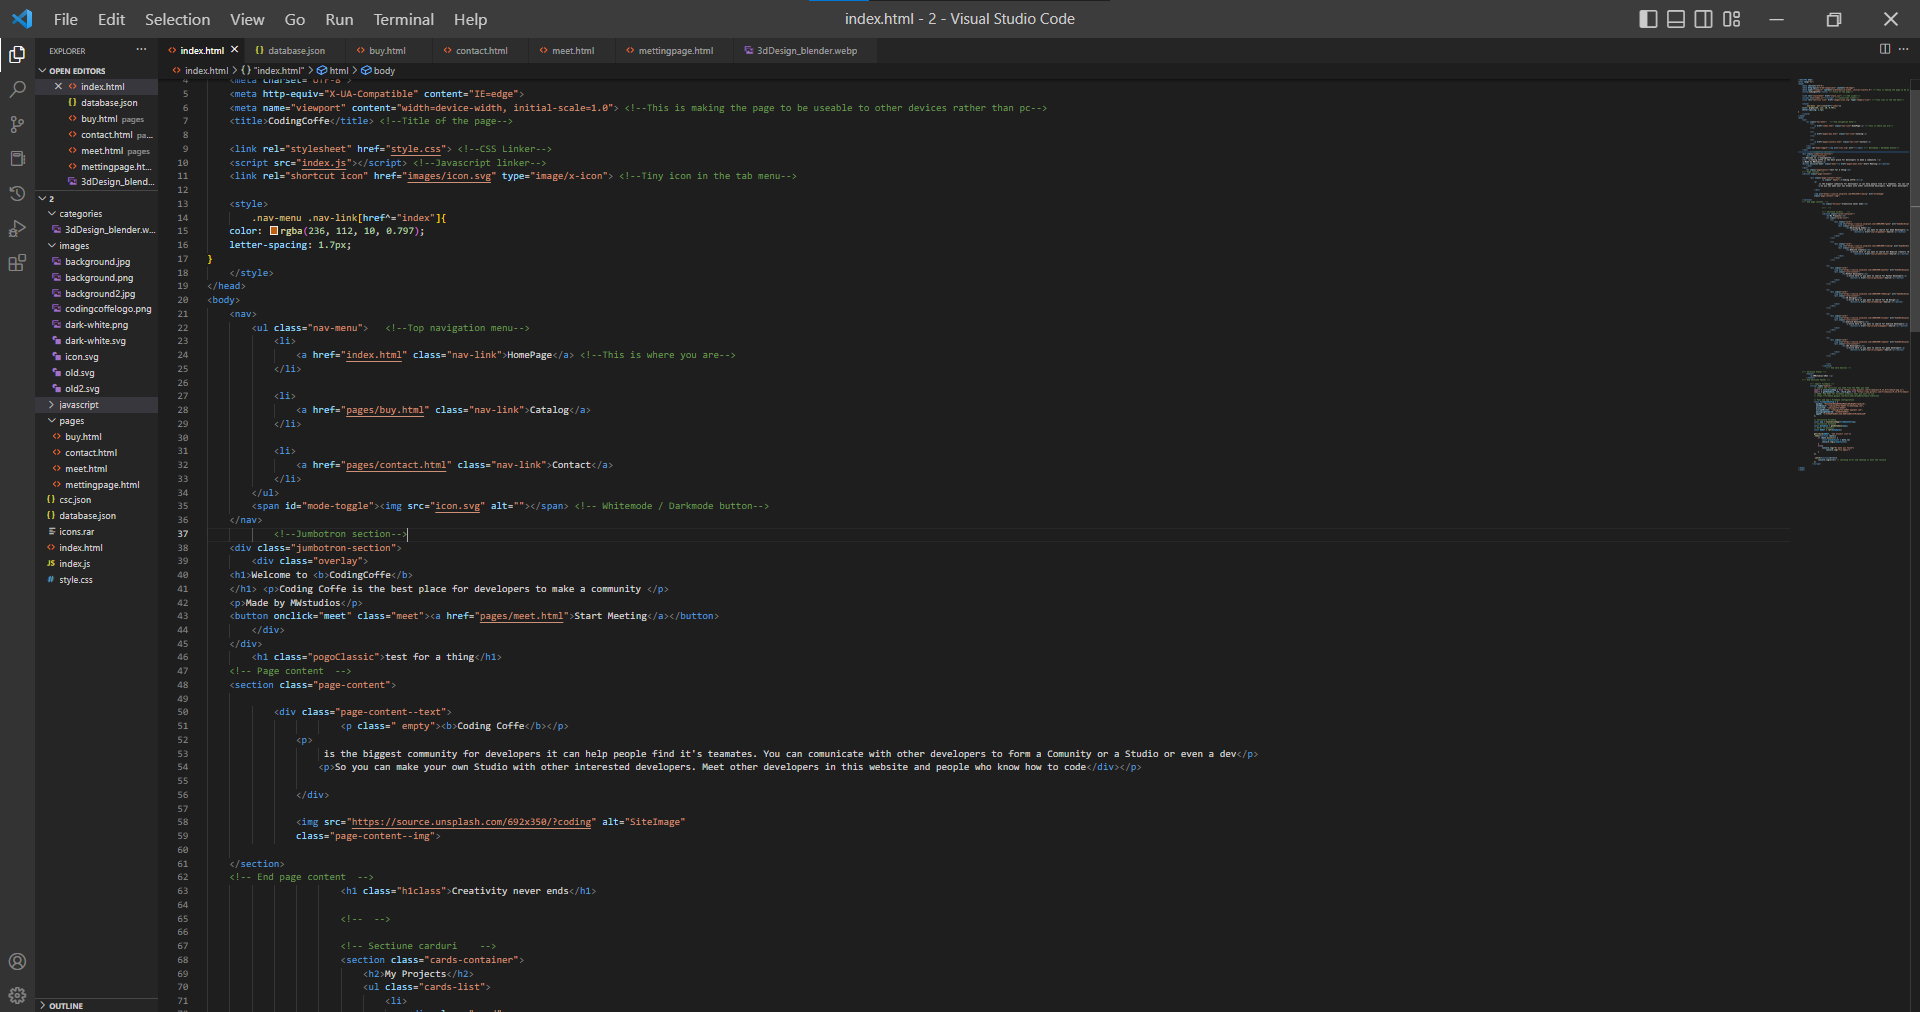 File Edit Selection View Go Run Terminal Help
index.html - 2 - Visual Studio Code
EXPLORER ···
OPEN EDITORS
index.html
database.json
buy.html pages
contact.html pa...
meet.html pages
mettingpage.ht...
3dDesign_blend...
2
categories
3dDesign_blender.w...
images
background.jpg
background.png
background2.jpg
codingcoffelogo.png
dark-white.png
dark-white.svg
icon.svg
old.svg
old2.svg
javascript
pages
buy.html
contact.html
meet.html
mettingpage.html
csc.json
database.json
icons.rar
index.html
JS index.js
# style.css
OUTLINE
index.html database.json buy.html contact.html meet.html mettingpage.html 3dDesign_blender.webp
index.html > {} "index.html" > html > body
4 <meta charset="UTF-8">
5 <meta http-equiv="X-UA-Compatible" content="IE=edge">
6 <meta name="viewport" content="width=device-width, initial-scale=1.0"> <!--This is making the page to be useable to other devices rather than pc-->
7 <title>CodingCoffe</title> <!--Title of the page-->
8
9 <link rel="stylesheet" href="style.css"> <!--CSS Linker-->
10 <script src="index.js"></script> <!--Javascript linker-->
11 <link rel="shortcut icon" href="images/icon.svg" type="image/x-icon"> <!--Tiny icon in the tab menu-->
12
13 <style>
14 .nav-menu .nav-link[href^="index"]{
15 color: rgba(236, 112, 10, 0.797);
16 letter-spacing: 1.7px;
17 }
18 </style>
19 </head>
20 <body>
21 <nav>
22 <ul class="nav-menu"> <!--Top navigation menu-->
23 <li>
24 <a href="index.html" class="nav-link">HomePage</a> <!--This is where you are-->
25 </li>
26
27 <li>
28 <a href="pages/buy.html" class="nav-link">Catalog</a>
29 </li>
30
31 <li>
32 <a href="pages/contact.html" class="nav-link">Contact</a>
33 </li>
34 </ul>
35 <span id="mode-toggle"><img src="icon.svg" alt=""></span> <!-- Whitemode / Darkmode button-->
36 </nav>
37 <!--Jumbotron section-->
38 <div class="jumbotron-section">
39 <div class="overlay">
40 <h1>Welcome to <b>CodingCoffe</b>
41 </h1> <p>Coding Coffe is the best place for developers to make a community </p>
42 <p>Made by MWstudios</p>
43 <button onclick="meet" class="meet"><a href="pages/meet.html">Start Meeting</a></button>
44 </div>
45 </div>
46 <h1 class="pogoClassic">test for a thing</h1>
47 <!-- Page content -->
48 <section class="page-content">
49
50 <div class="page-content--text">
51 <p class=" empty"><b>Coding Coffe</b></p>
52 <p>
53 is the biggest community for developers it can help people find it's teamates. You can comunicate with other developers to form a Comunity or a Studio or even a dev</p>
54 <p>So you can make your own Studio with other interested developers. Meet other developers in this website and people who know how to code</div></p>
55
56 </div>
57
58 <img src="https://source.unsplash.com/692x350/?coding" alt="SiteImage"
59 class="page-content--img">
60
61 </section>
62 <!-- End page content -->
63 <h1 class="h1class">Creativity never ends</h1>
64
65 <!-- -->
66
67 <!-- Sectiune carduri -->
68 <section class="cards-container">
69 <h2>My Projects</h2>
70 <ul class="cards-list">
71 <li>